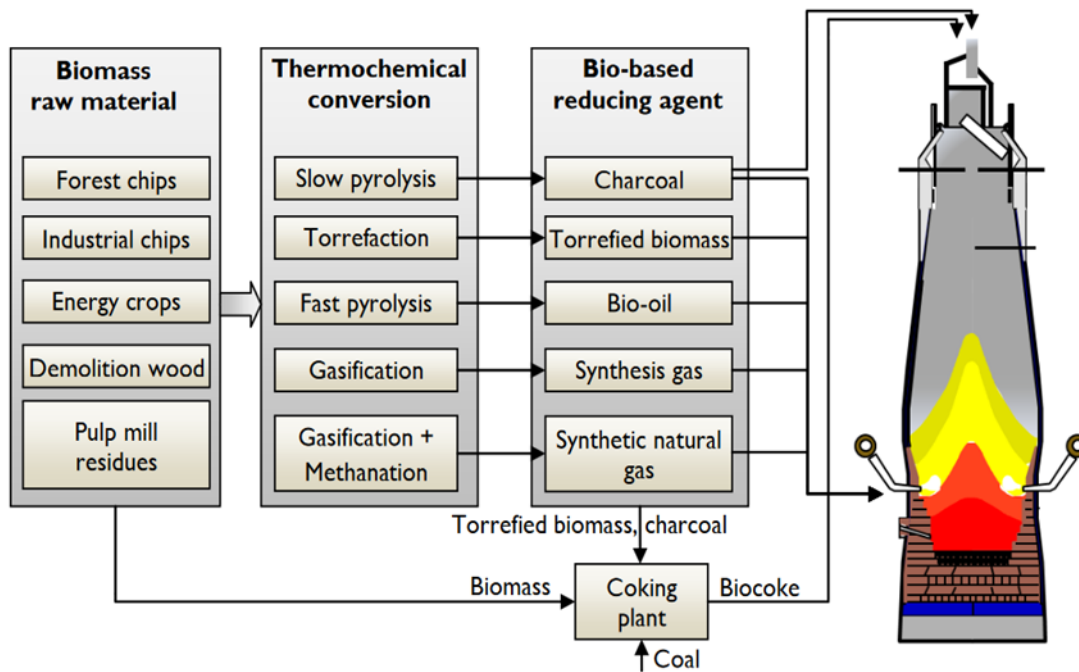 Biomass
raw material
Forest chips
Industrial chips
Energy crops
Demolition wood
Pulp mill
residues
Thermochemical
conversion
Slow pyrolysis
Torrefaction
Fast pyrolysis
Gasification
Gasification +
Methanation
Bio-based
reducing agent
Charcoal
Torrefied biomass
Bio-oil
Synthesis gas
Synthetic natural
gas
Torrefied biomass, charcoal
Biomass
Coking
plant
Biocoke
Coal